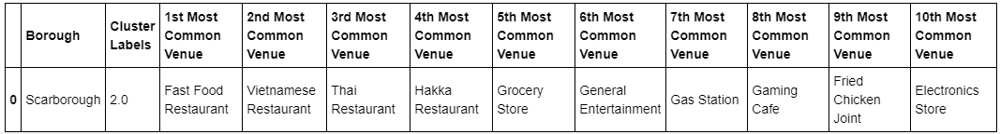 Borough Cluster Labels 1st Most Common Venue 2nd Most Common Venue 3rd Most Common Venue 4th Most Common Venue 5th Most Common Venue 6th Most Common Venue 7th Most Common Venue 8th Most Common Venue 9th Most Common Venue 10th Most Common Venue
0 Scarborough 2.0 Fast Food Restaurant Vietnamese Restaurant Thai Restaurant Hakka Restaurant Grocery Store General Entertainment Gas Station Gaming Cafe Fried Chicken Joint Electronics Store